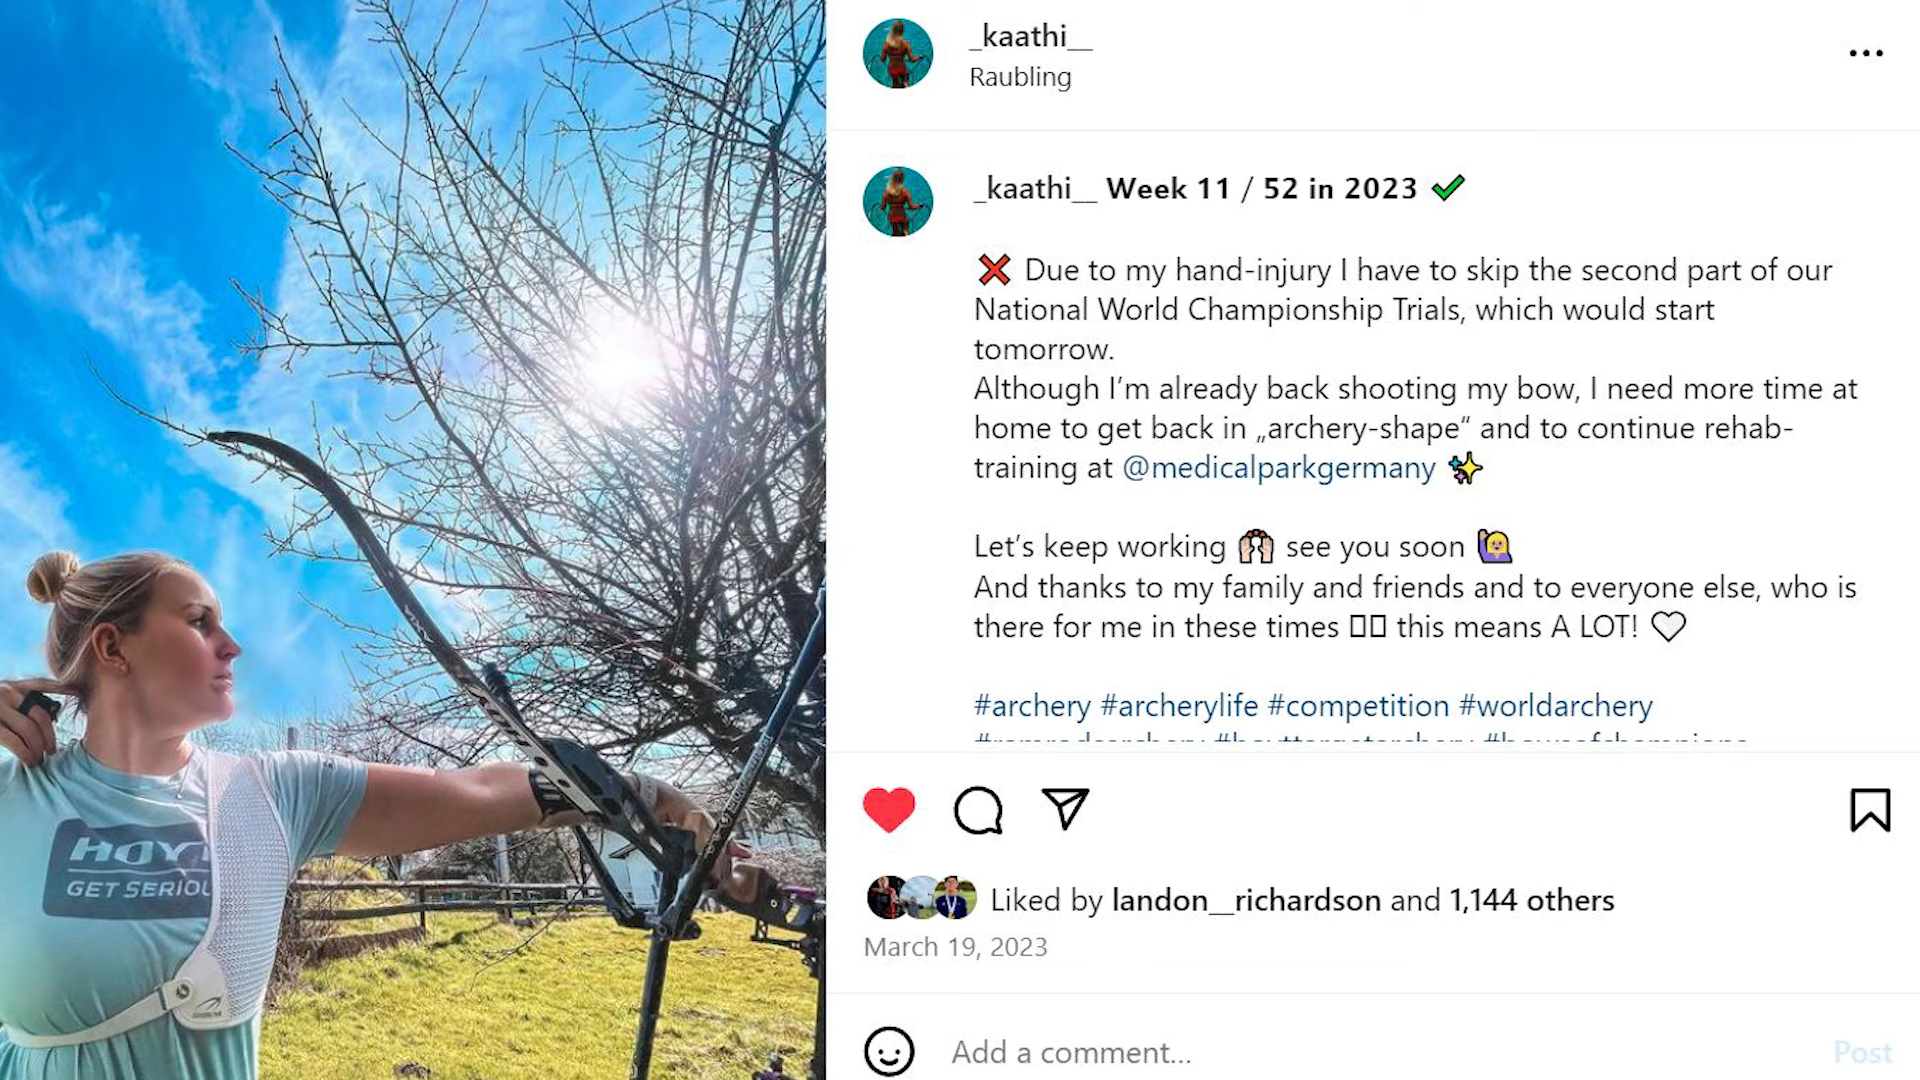 _kaathi__
Raubling
_kaathi__ Week 11 / 52 in 2023
Due to my hand-injury I have to skip the second part of our
National World Championship Trials, which would start
tomorrow.
Although I’m already back shooting my bow, I need more time at
home to get back in „archery-shape“ and to continue rehab-
training at @medicalparkgermany
Let’s keep working see you soon
And thanks to my family and friends and to everyone else, who is
there for me in these times this means A LOT!
#archery #archerylife #competition #worldarchery
Liked by landon__richardson and 1,144 others
March 19, 2023
Add a comment...
Post
HOYT
GET SERIOU